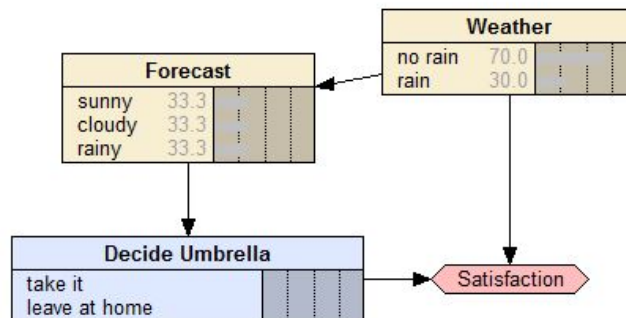 Weather
no rain 70.0
rain 30.0
Forecast
sunny 33.3
cloudy 33.3
rainy 33.3
Decide Umbrella
take it
leave at home
Satisfaction